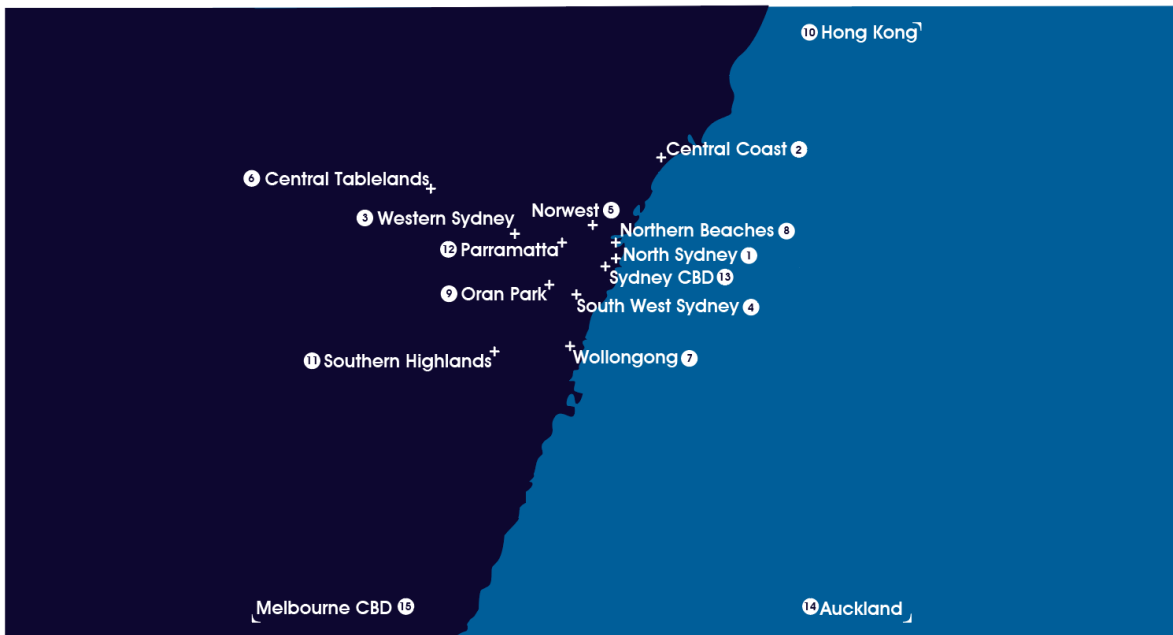 10 Hong Kong
Central Coast 2
6 Central Tablelands
Norwest 5
3 Western Sydney
Northern Beaches 8
12 Parramatta
North Sydney 1
Sydney CBD 13
9 Oran Park
South West Sydney 4
11 Southern Highlands
Wollongong 7
Melbourne CBD 15
14 Auckland